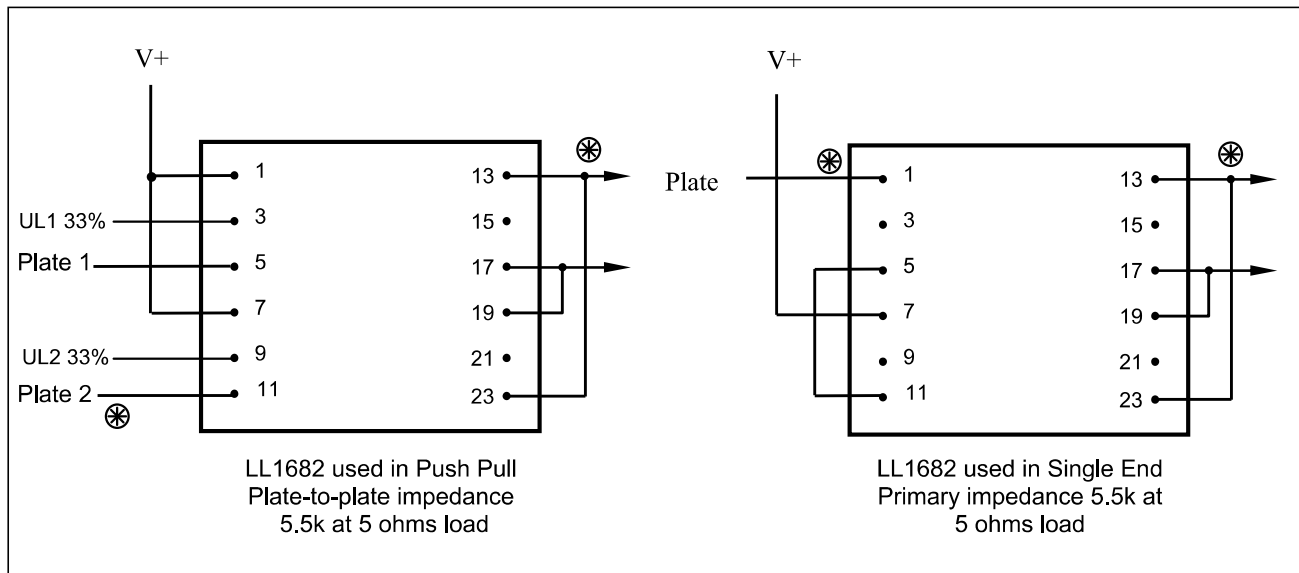 V+
1
3
5
7
9
11
13
15
17
19
21
23
UL1 33%
Plate 1
UL2 33%
Plate 2
LL1682 used in Push Pull
Plate-to-plate impedance
5.5k at 5 ohms load
V+
Plate
1
3
5
7
9
11
13
15
17
19
21
23
LL1682 used in Single End
Primary impedance 5.5k at
5 ohms load